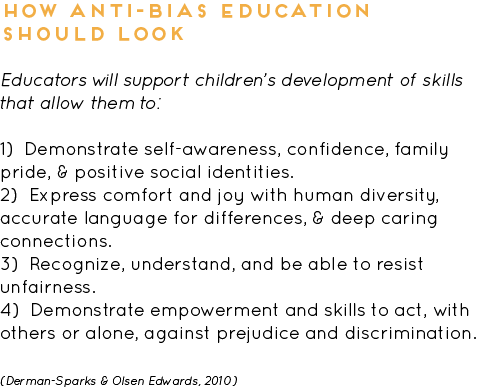 HOW ANTI-BIAS EDUCATION
SHOULD LOOK
Educators will support children's development of skills
that allow them to:
1) Demonstrate self-awareness, confidence, family
pride, & positive social identities.
2) Express comfort and joy with human diversity,
accurate language for differences, & deep caring
connections.
3) Recognize, understand, and be able to resist
unfairness.
4) Demonstrate empowerment and skills to act, with
others or alone, against prejudice and discrimination.
(Derman-Sparks & Olsen Edwards, 2010)